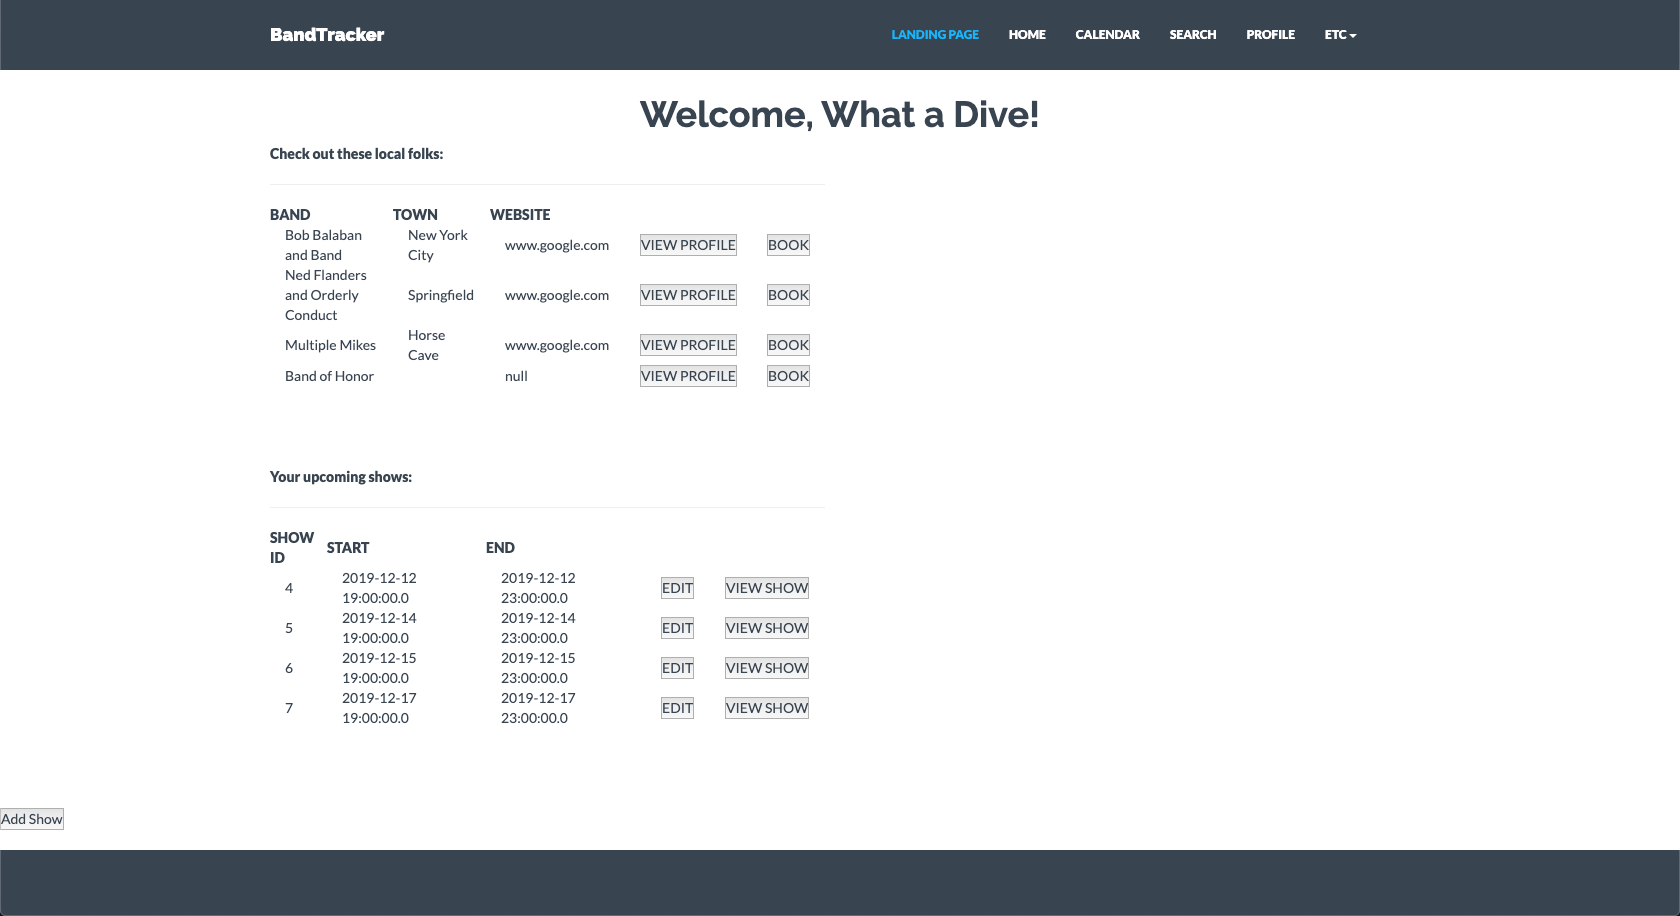 BandTracker LANDING PAGE HOME CALENDAR SEARCH PROFILE ETC
Welcome, What a Dive!
Check out these local folks:
BAND TOWN WEBSITE
Bob Balaban and Band New York City www.google.com VIEW PROFILE BOOK
Ned Flanders and Orderly Conduct Springfield www.google.com VIEW PROFILE BOOK
Multiple Mikes Horse Cave www.google.com VIEW PROFILE BOOK
Band of Honor null VIEW PROFILE BOOK
Your upcoming shows:
SHOW ID START END
4 2019-12-12 19:00:00.0 2019-12-12 23:00:00.0 EDIT VIEW SHOW
5 2019-12-14 19:00:00.0 2019-12-14 23:00:00.0 EDIT VIEW SHOW
6 2019-12-15 19:00:00.0 2019-12-15 23:00:00.0 EDIT VIEW SHOW
7 2019-12-17 19:00:00.0 2019-12-17 23:00:00.0 EDIT VIEW SHOW
Add Show